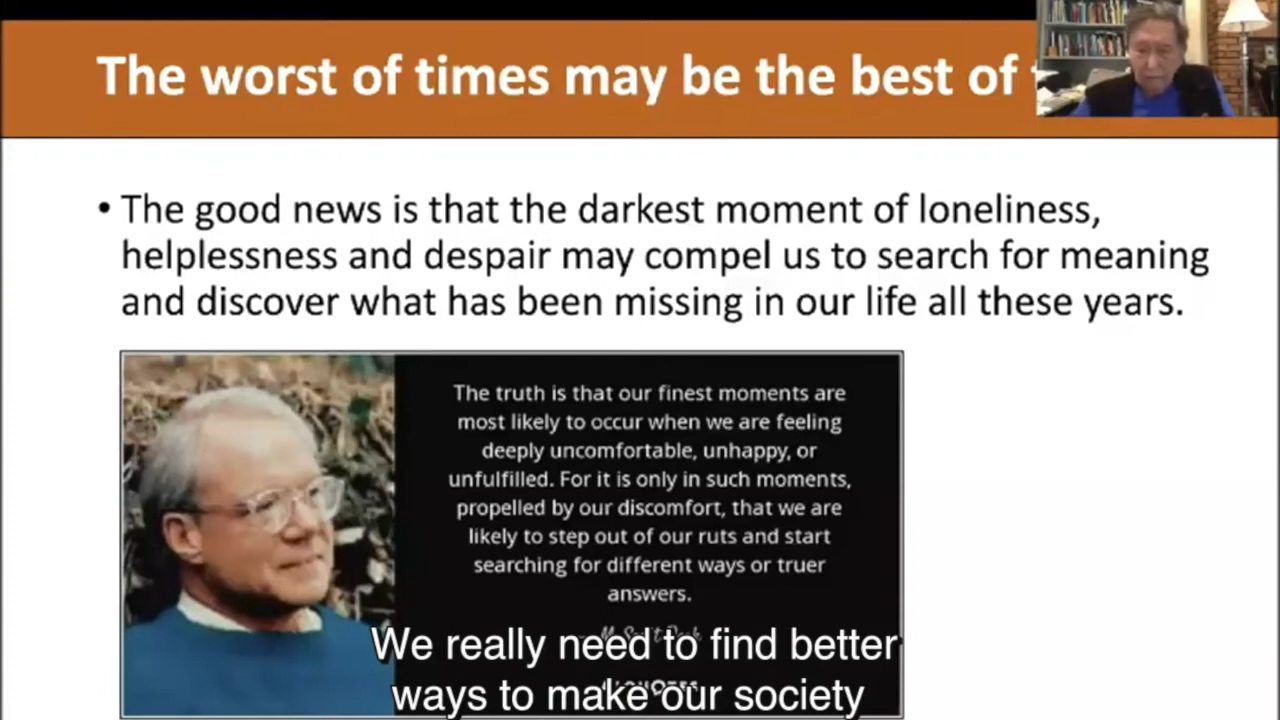 The worst of times may be the best of
• The good news is that the darkest moment of loneliness,
helplessness and despair may compel us to search for meaning
and discover what has been missing in our life all these years.
The truth is that our finest moments are
most likely to occur when we are feeling
deeply uncomfortable, unhappy, or
unfulfilled. For it is only in such moments,
propelled by our discomfort, that we are
likely to step out of our ruts and start
searching for different ways or truer
answers.
We really need to find better
ways to make our society